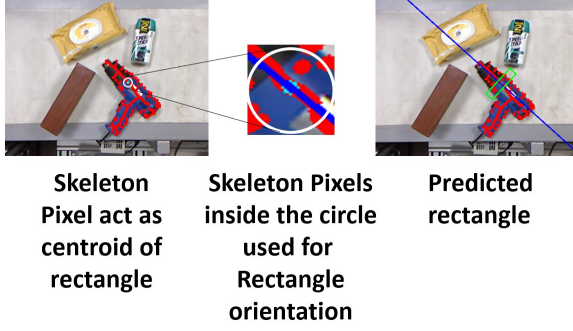 Skeleton
Pixel act as
centroid of
rectangle
Skeleton Pixels
inside the circle
used for
Rectangle
orientation
Predicted
rectangle